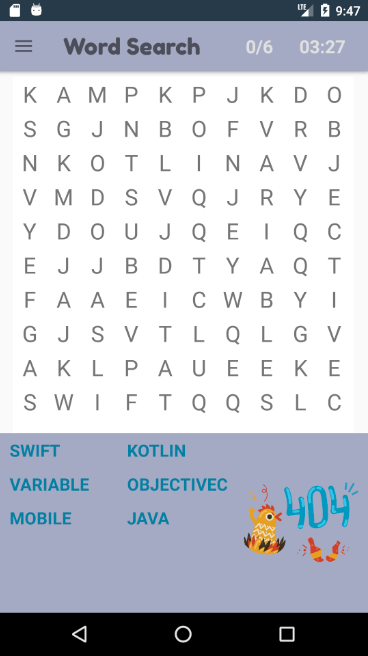 LTE 9:47
Word Search 0/6 03:27
K A M P K P J K D O
S G J N B O F V R B
N K O T L I N A V J
V M D S V Q J R Y E
Y D O U J Q E I Q C
E J J B D T Y A Q T
F A A E I C W B Y I
G J S V T L Q L G V
A K L P A U E E K E
S W I F T Q Q S L C
SWIFT KOTLIN
VARIABLE OBJECTIVEC
MOBILE JAVA
404